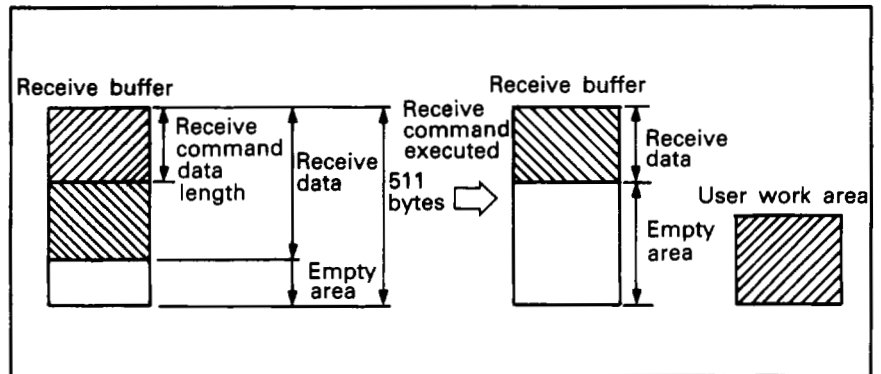 Receive buffer
Receive
command
data
length
Receive
data
Empty
area
511
bytes
Receive
command
executed
Receive buffer
Receive
data
Empty
area
User work area